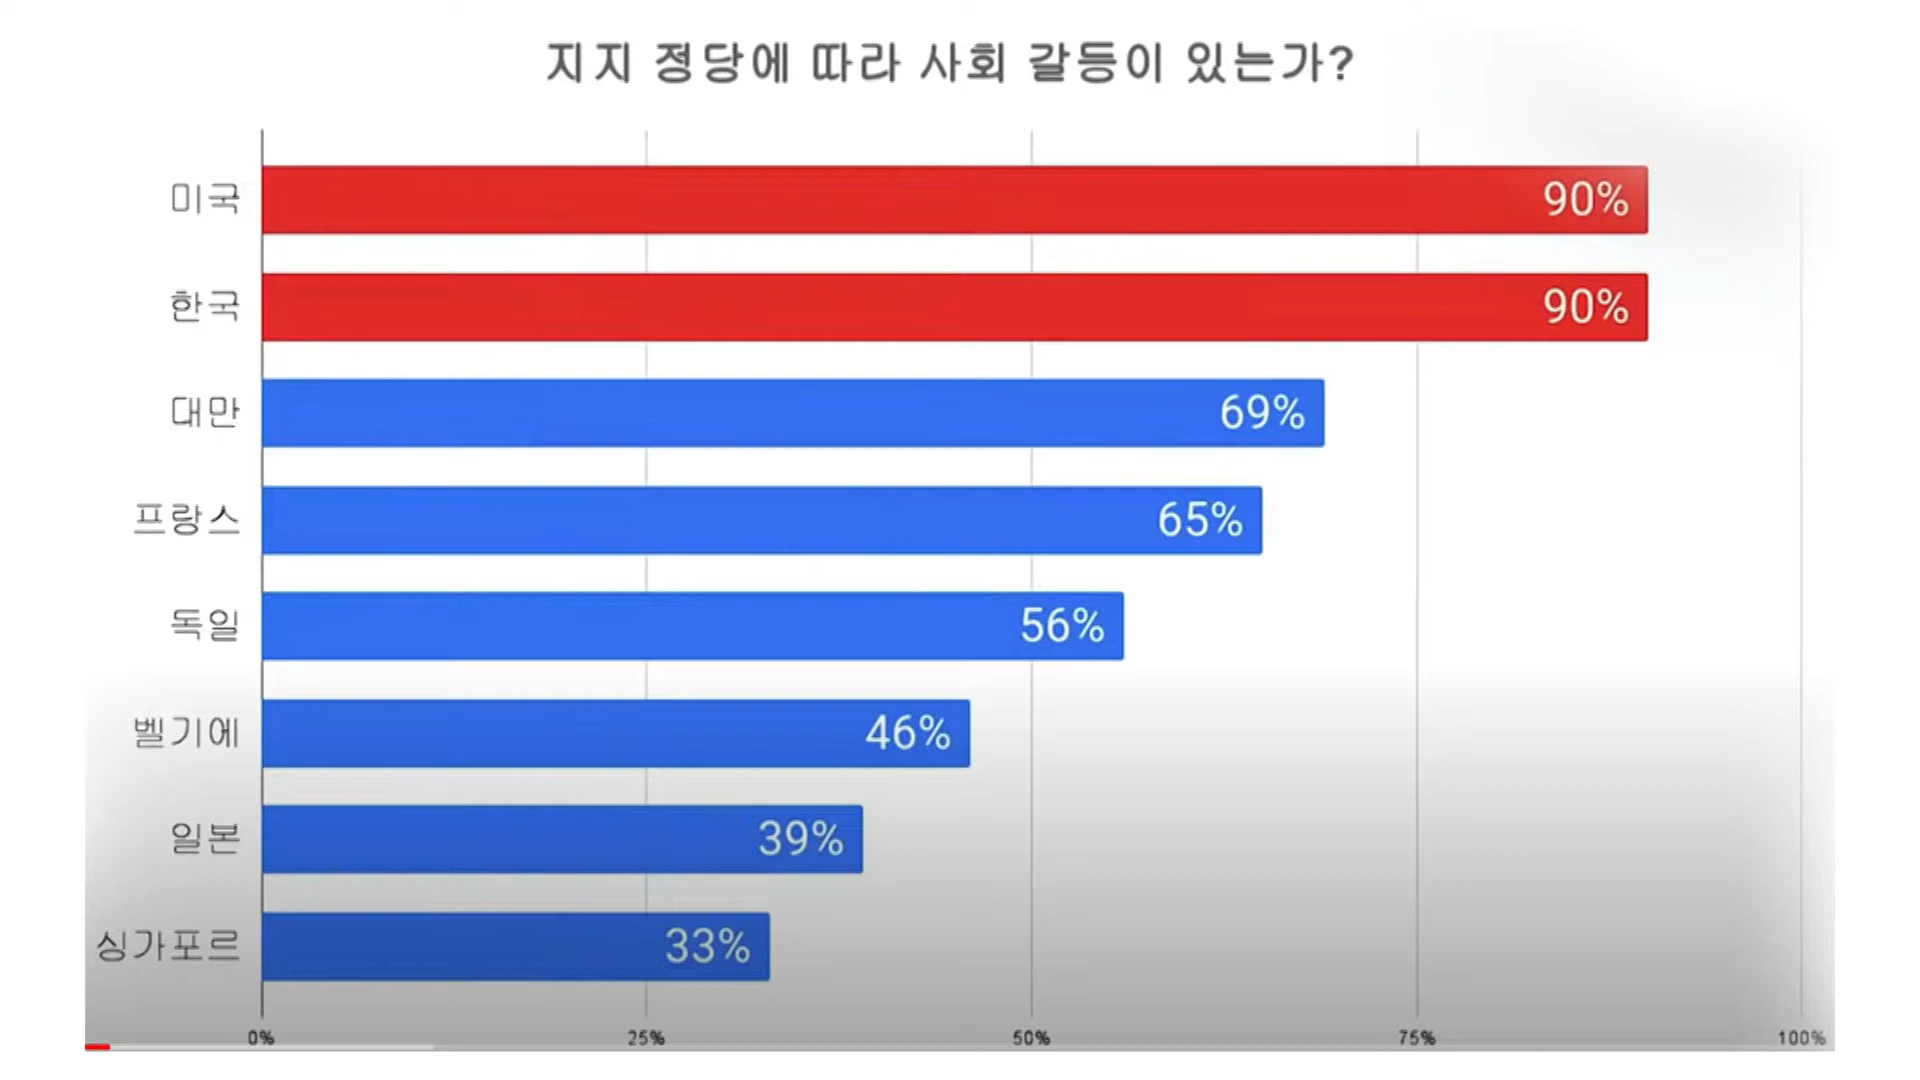 지지 정당에 따라 사회 갈등이 있는가?
미국 90%
한국 90%
대만 69%
프랑스 65%
독일 56%
벨기에 46%
일본 39%
싱가포르 33%
0% 25% 50% 75% 100%